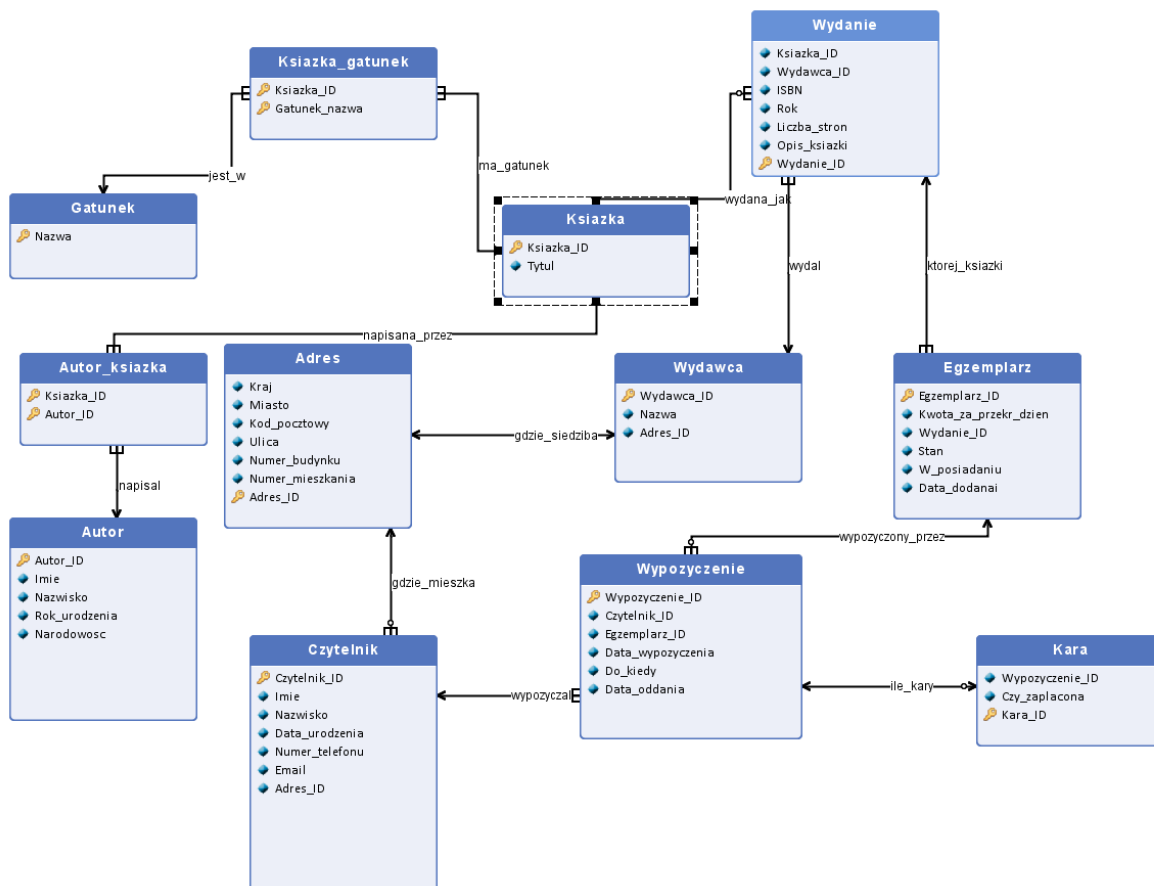 Wydanie
Ksiazka_ID
Wydawca_ID
ISBN
Rok
Liczba_stron
Opis_ksiazki
Wydanie_ID
Ksiazka_gatunek
Ksiazka_ID
Gatunek_nazwa
ma_gatunek
jest_w
wydana_jak
Gatunek
Nazwa
Ksiazka
Ksiazka_ID
Tytul
wydal
ktorej_ksiazki
napisana_przez
Autor_ksiazka
Ksiazka_ID
Autor_ID
Adres
Kraj
Miasto
Kod_pocztowy
Ulica
Numer_budynku
Numer_mieszkania
Adres_ID
gdzie_siedziba
Wydawca
Wydawca_ID
Nazwa
Adres_ID
Egzemplarz
Egzemplarz_ID
Kwota_za_przekr_dzien
Wydanie_ID
Stan
W_posiadaniu
Data_dodanai
napisal
Autor
Autor_ID
Imie
Nazwisko
Rok_urodzenia
Narodowosc
gdzie_mieszka
wypozyczony_przez
Wypozyczenie
Wypozyczenie_ID
Czytelnik_ID
Egzemplarz_ID
Data_wypozyczenia
Do_kiedy
Data_oddania
Czytelnik
Czytelnik_ID
Imie
Nazwisko
Data_urodzenia
Numer_telefonu
Email
Adres_ID
wypozyczal
ile_kary
Kara
Wypozyczenie_ID
Czy_zaplacona
Kara_ID